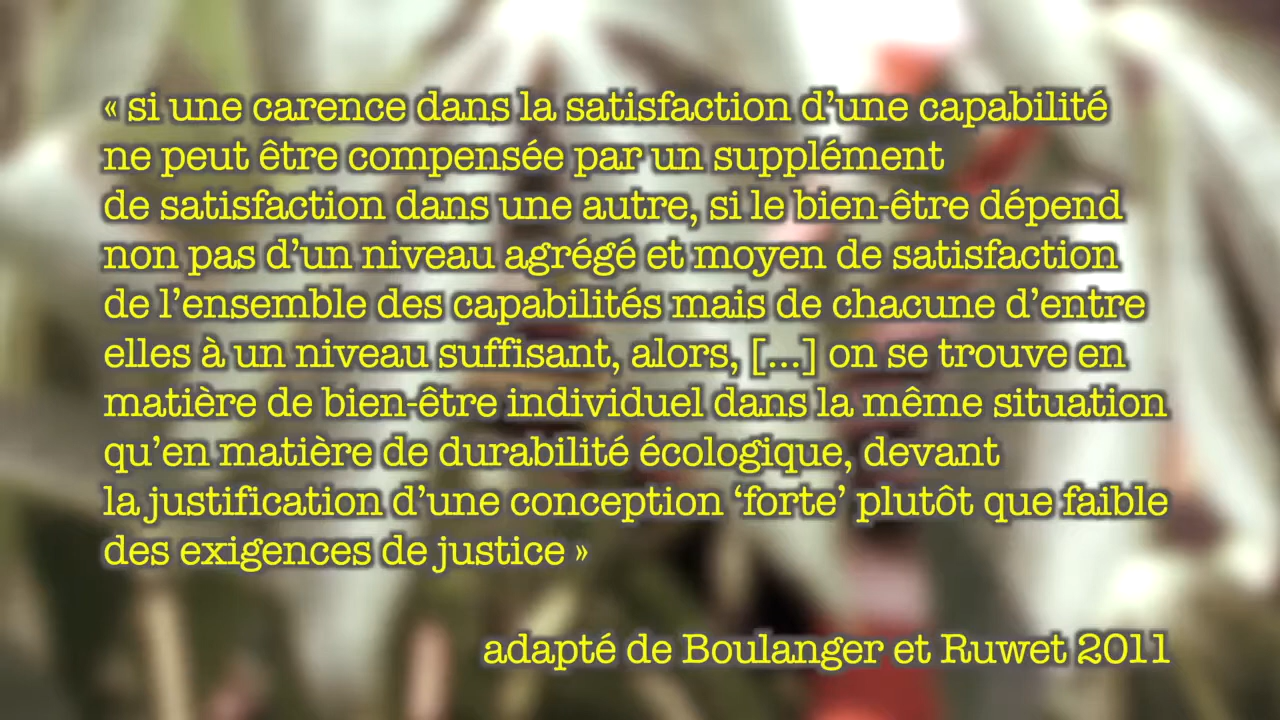 « si une carence dans la satisfaction d’une capabilité
ne peut être compensée par un supplément
de satisfaction dans une autre, si le bien-être dépend
non pas d’un niveau agrégé et moyen de satisfaction
de l’ensemble des capabilités mais de chacune d’entre
elles à un niveau suffisant, alors, [...] on se trouve en
matière de bien-être individuel dans la même situation
qu’en matière de durabilité écologique, devant
la justification d’une conception ‘forte’ plutôt que faible
des exigences de justice »
adapté de Boulanger et Ruwet 2011